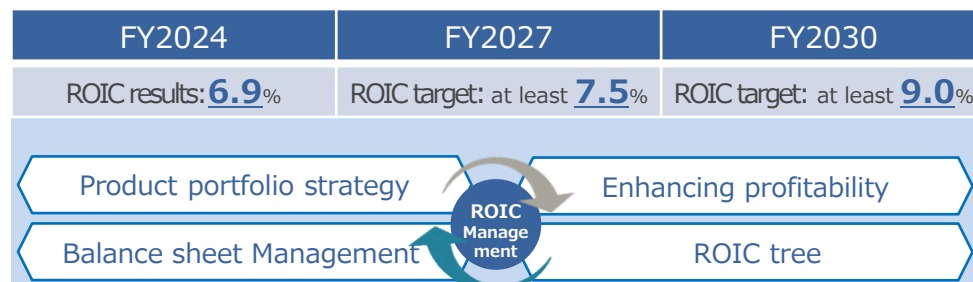 FY2024 FY2027 FY2030
ROIC results: 6.9% ROIC target: at least 7.5% ROIC target: at least 9.0%
Product portfolio strategy
Enhancing profitability
ROIC
Manage
ment
Balance sheet Management
ROIC tree